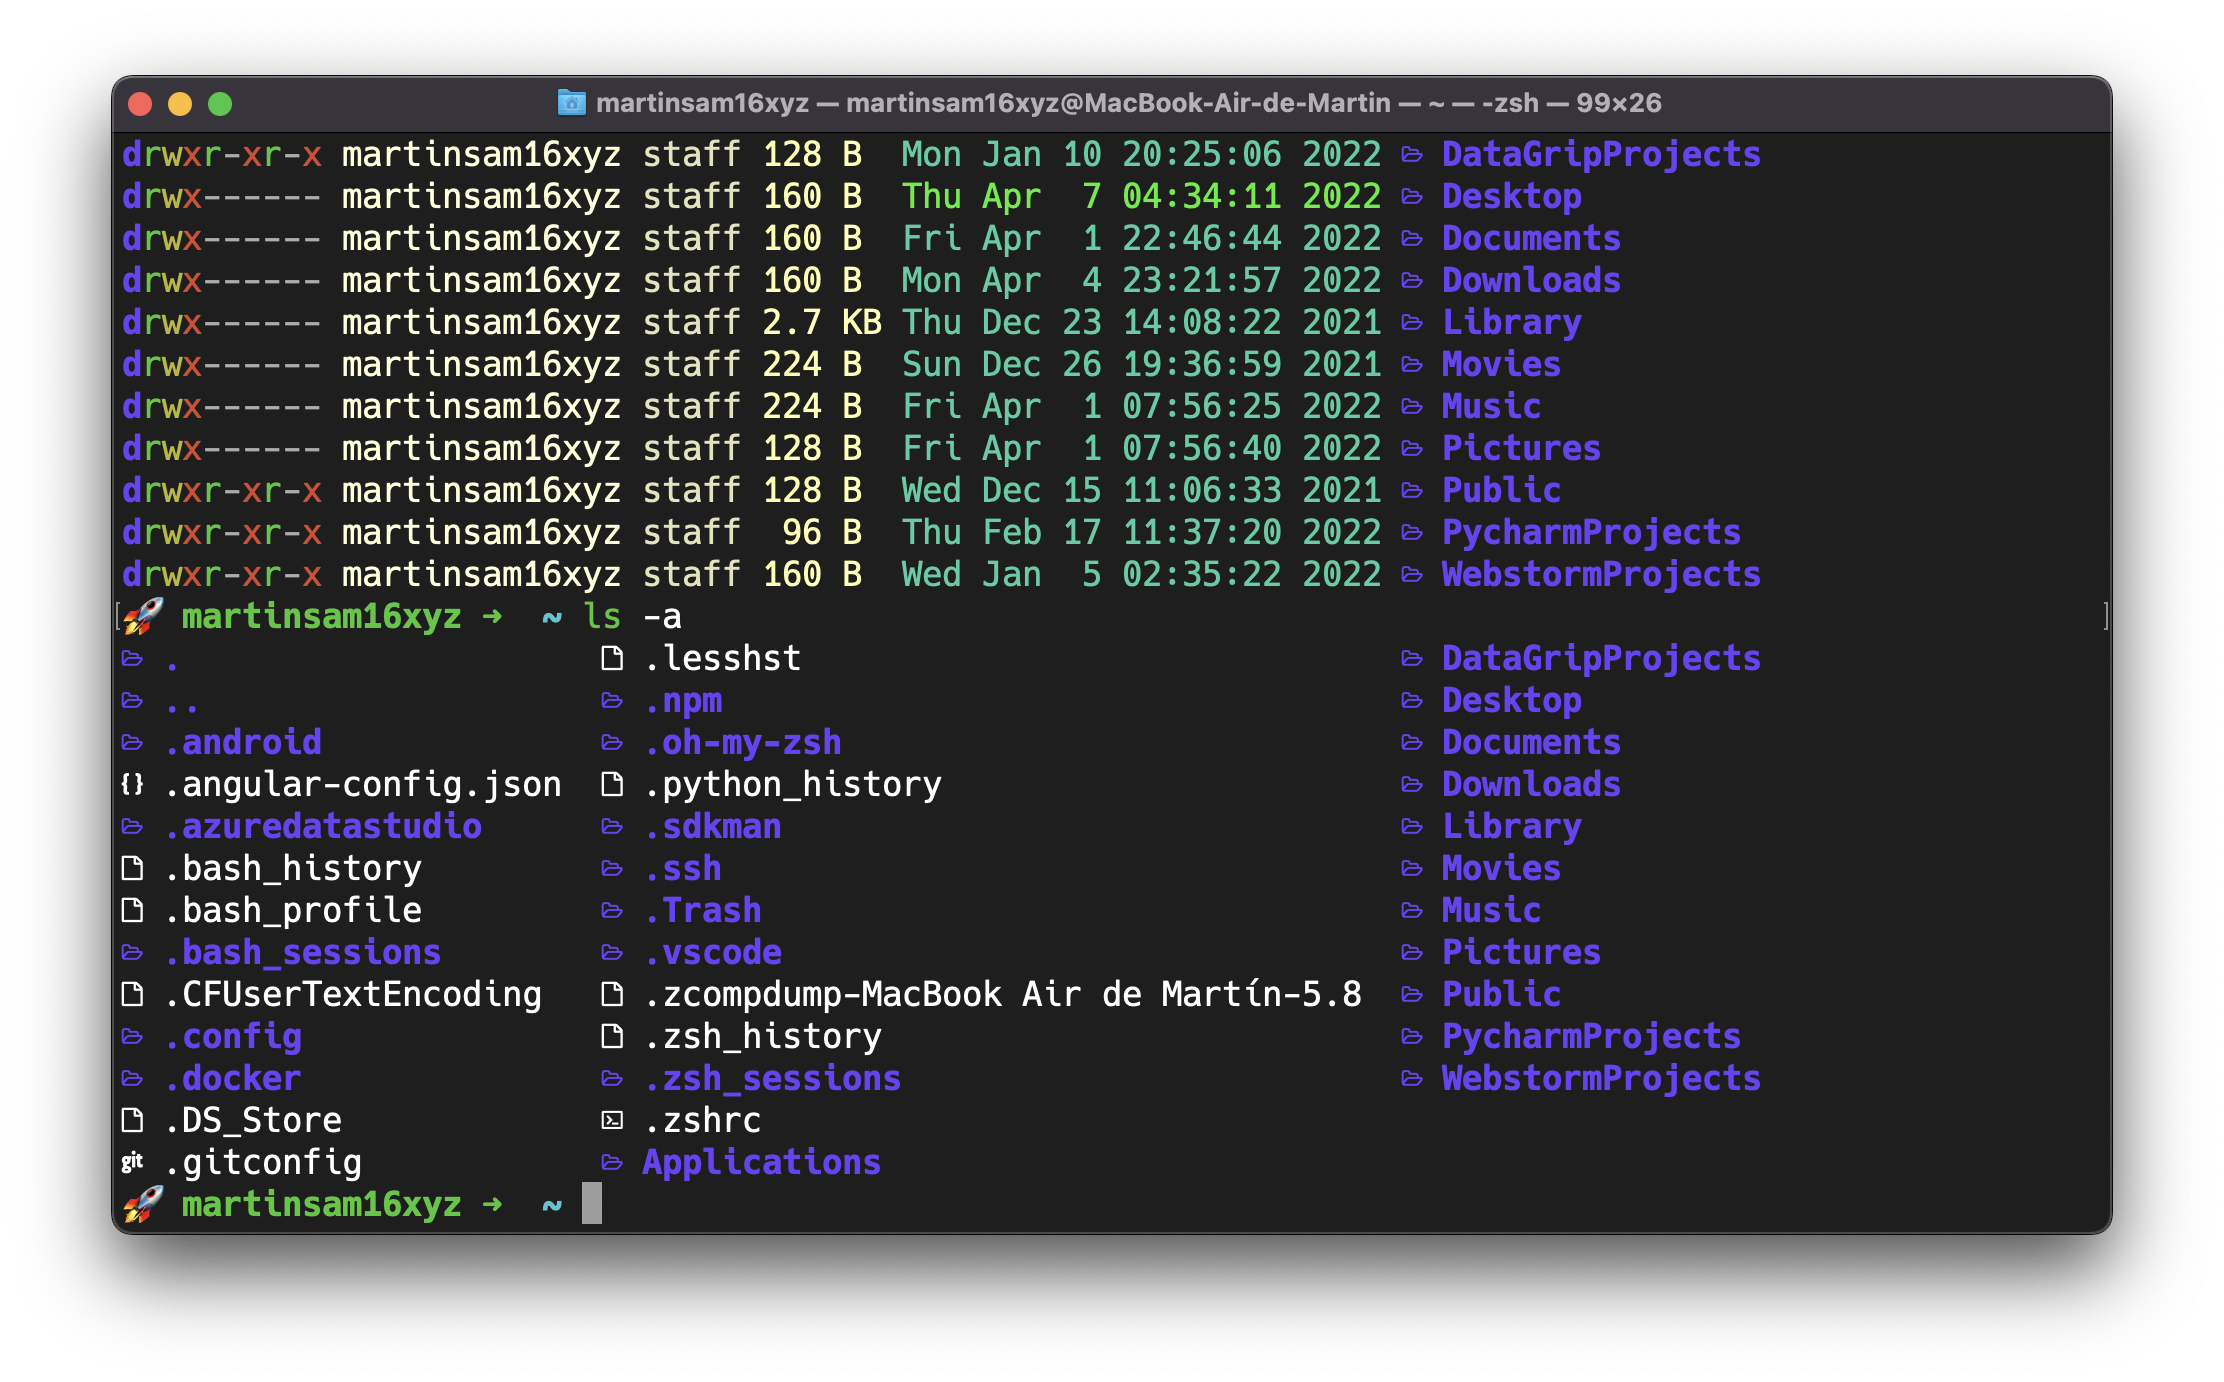 martinsam16xyz — martinsam16xyz@MacBook-Air-de-Martin — ~ — -zsh — 99×26
drwxr-xr-x martinsam16xyz staff 128 B  Mon Jan 10 20:25:06 2022 DataGripProjects
drwx------ martinsam16xyz staff 160 B  Thu Apr  7 04:34:11 2022 Desktop
drwx------ martinsam16xyz staff 160 B  Fri Apr  1 22:46:44 2022 Documents
drwx------ martinsam16xyz staff 160 B  Mon Apr  4 23:21:57 2022 Downloads
drwx------ martinsam16xyz staff 2.7 KB Thu Dec 23 14:08:22 2021 Library
drwx------ martinsam16xyz staff 224 B  Sun Dec 26 19:36:59 2021 Movies
drwx------ martinsam16xyz staff 224 B  Fri Apr  1 07:56:25 2022 Music
drwx------ martinsam16xyz staff 128 B  Fri Apr  1 07:56:40 2022 Pictures
drwxr-xr-x martinsam16xyz staff 128 B  Wed Dec 15 11:06:33 2021 Public
drwxr-xr-x martinsam16xyz staff  96 B  Thu Feb 17 11:37:20 2022 PycharmProjects
drwxr-xr-x martinsam16xyz staff 160 B  Wed Jan  5 02:35:22 2022 WebstormProjects
[🚀 martinsam16xyz ➜  ~ ls -a ]
. .lesshst DataGripProjects
.. .npm Desktop
.android .oh-my-zsh Documents
{} .angular-config.json .python_history Downloads
.azuredatastudio .sdkman Library
.bash_history .ssh Movies
.bash_profile .Trash Music
.bash_sessions .vscode Pictures
.CFUserTextEncoding .zcompdump-MacBook Air de Martín-5.8 Public
.config .zsh_history PycharmProjects
.docker .zsh_sessions WebstormProjects
.DS_Store .zshrc
git .gitconfig Applications
🚀 martinsam16xyz ➜  ~